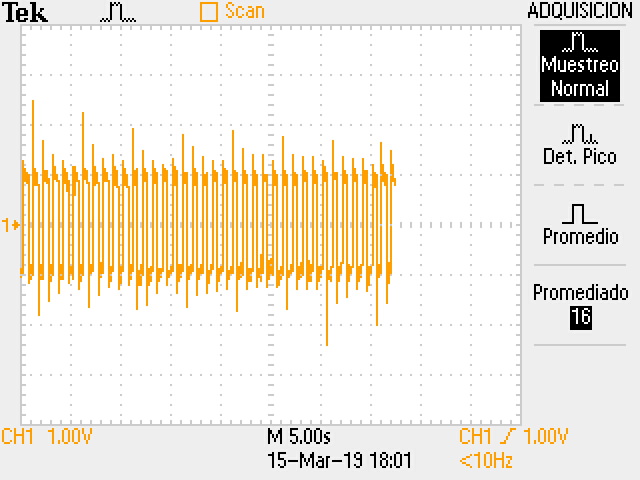 Tek
Scan
ADQUISICION
Muestreo
Normal
Det. Pico
Promedio
Promediado
16
1
CH1 1.00V
M 5.00s
CH1 1.00V
15-Mar-19 18:01
<10Hz